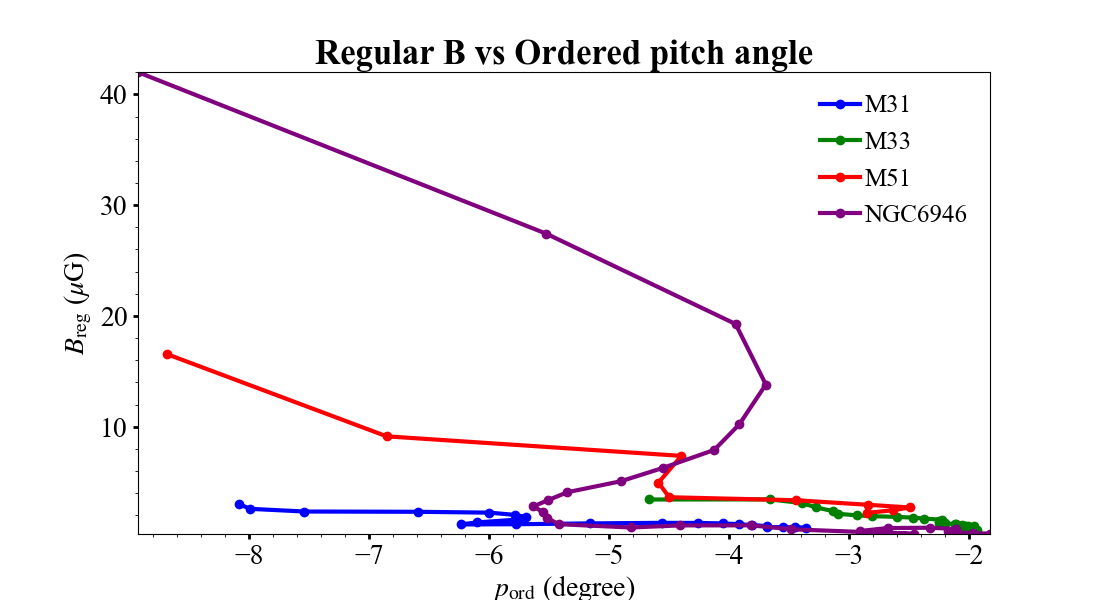 Regular B vs Ordered pitch angle
40
30
20
10
B_reg (μG)
M31
M33
M51
NGC6946
−8 −7 −6 −5 −4 −3 −2
p_ord (degree)